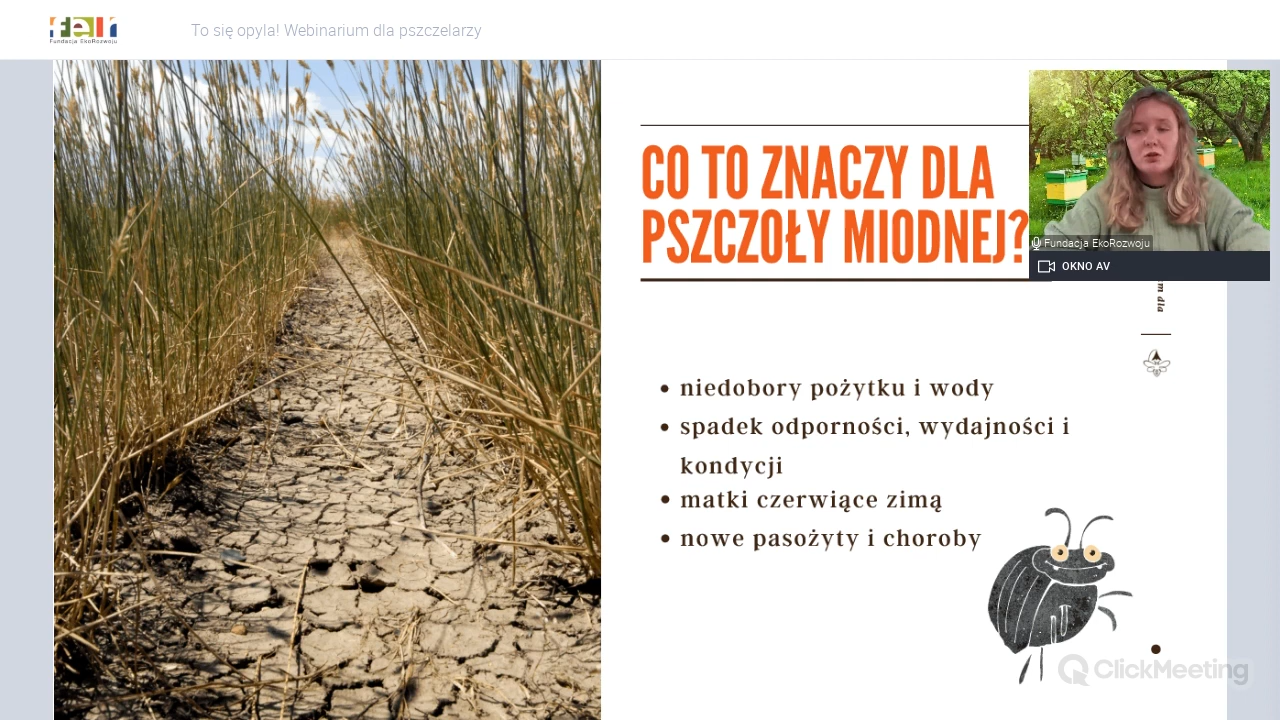 Fundacja EkoRozwoju
To się opyla! Webinarium dla pszczelarzy
CO TO ZNACZY DLA
PSZCZOŁY MIODNEJ?
Fundacja EkoRozwoju
OKNO AV
m dla
niedobory pożytku i wody
spadek odporności, wydajności i
kondycji
matki czerwiące zimą
nowe pasożyty i choroby
ClickMeeting